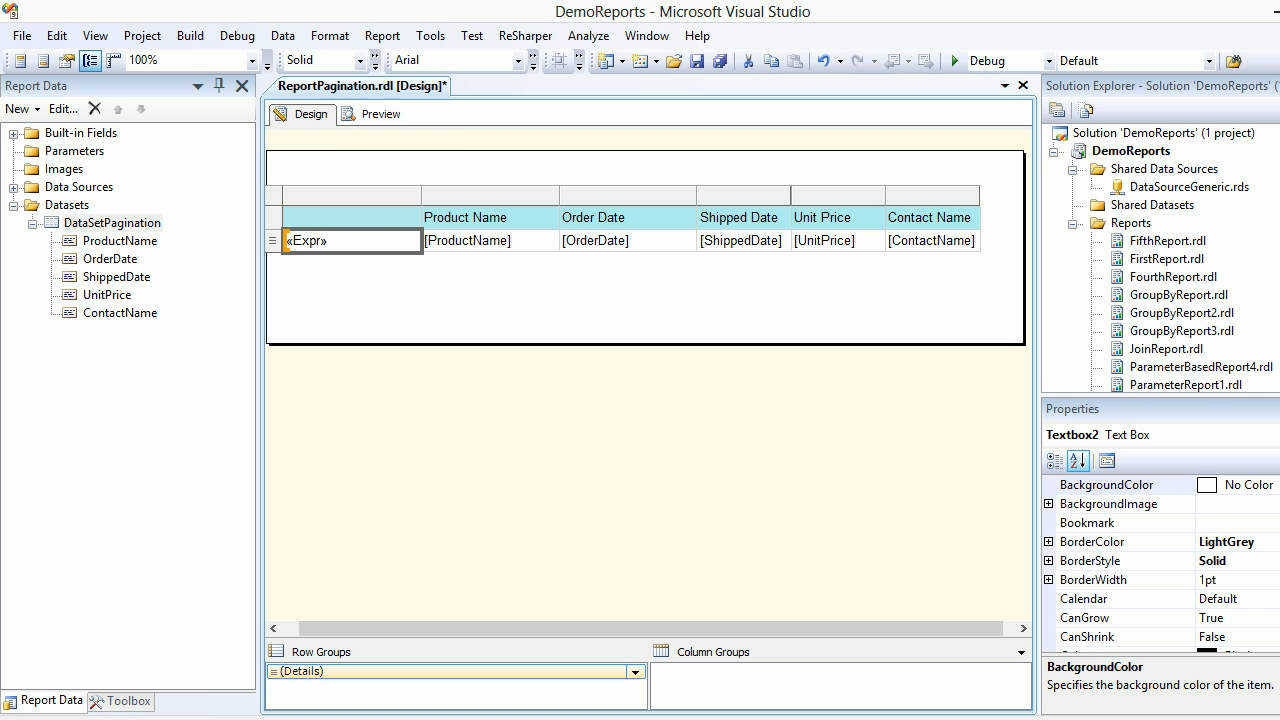 DemoReports - Microsoft Visual Studio
File Edit View Project Build Debug Data Format Report Tools Test ReSharper Analyze Window Help
100% Solid Arial Debug Default
Report Data
New Edit...
Built-in Fields
Parameters
Images
Data Sources
Datasets
DataSetPagination
ProductName
OrderDate
ShippedDate
UnitPrice
ContactName
Report Data Toolbox
ReportPagination.rdl [Design]*
Design Preview
Product Name Order Date Shipped Date Unit Price Contact Name
«Expr» [ProductName] [OrderDate] [ShippedDate] [UnitPrice] [ContactName]
Row Groups Column Groups
(Details)
Solution Explorer - Solution 'DemoReports' (1
Solution 'DemoReports' (1 project)
DemoReports
Shared Data Sources
DataSourceGeneric.rds
Shared Datasets
Reports
FifthReport.rdl
FirstReport.rdl
FourthReport.rdl
GroupByReport.rdl
GroupByReport2.rdl
GroupByReport3.rdl
JoinReport.rdl
ParameterBasedReport4.rdl
ParameterReport1.rdl
Properties
Textbox2 Text Box
BackgroundColor No Color
BackgroundImage
Bookmark
BorderColor LightGrey
BorderStyle Solid
BorderWidth 1pt
Calendar Default
CanGrow True
CanShrink False
BackgroundColor
Specifies the background color of the item.